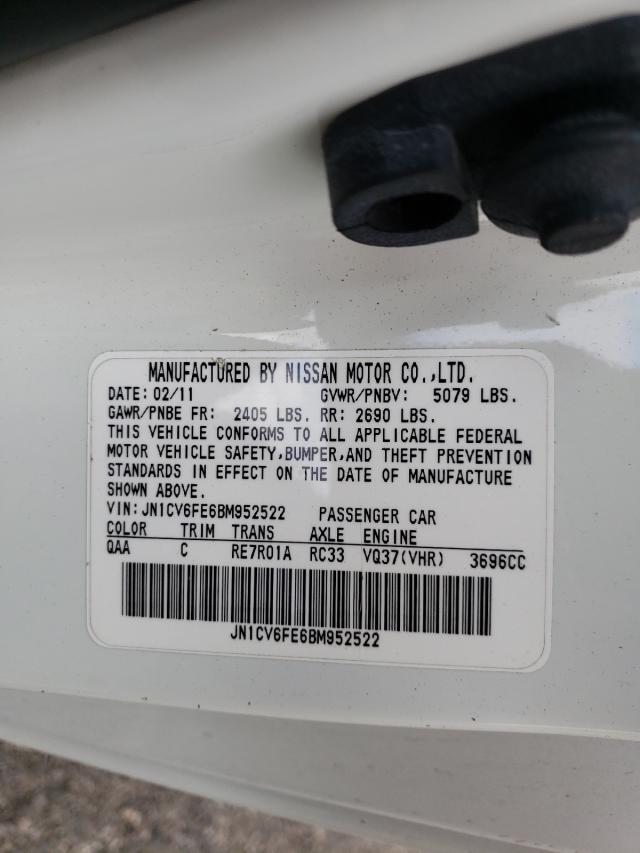 MANUFACTURED BY NISSAN MOTOR CO.,LTD.
DATE: 02/11 GVWR/PNBV: 5079 LBS.
GAWR/PNBE FR: 2405 LBS. RR: 2690 LBS.
THIS VEHICLE CONFORMS TO ALL APPLICABLE FEDERAL
MOTOR VEHICLE SAFETY,BUMPER,AND THEFT PREVENTION
STANDARDS IN EFFECT ON THE DATE OF MANUFACTURE
SHOWN ABOVE.
VIN:JN1CV6FE6BM952522 PASSENGER CAR
COLOR TRIM TRANS AXLE ENGINE
QAA C RE7R01A RC33 VQ37(VHR) 3696CC
JN1CV6FE6BM952522